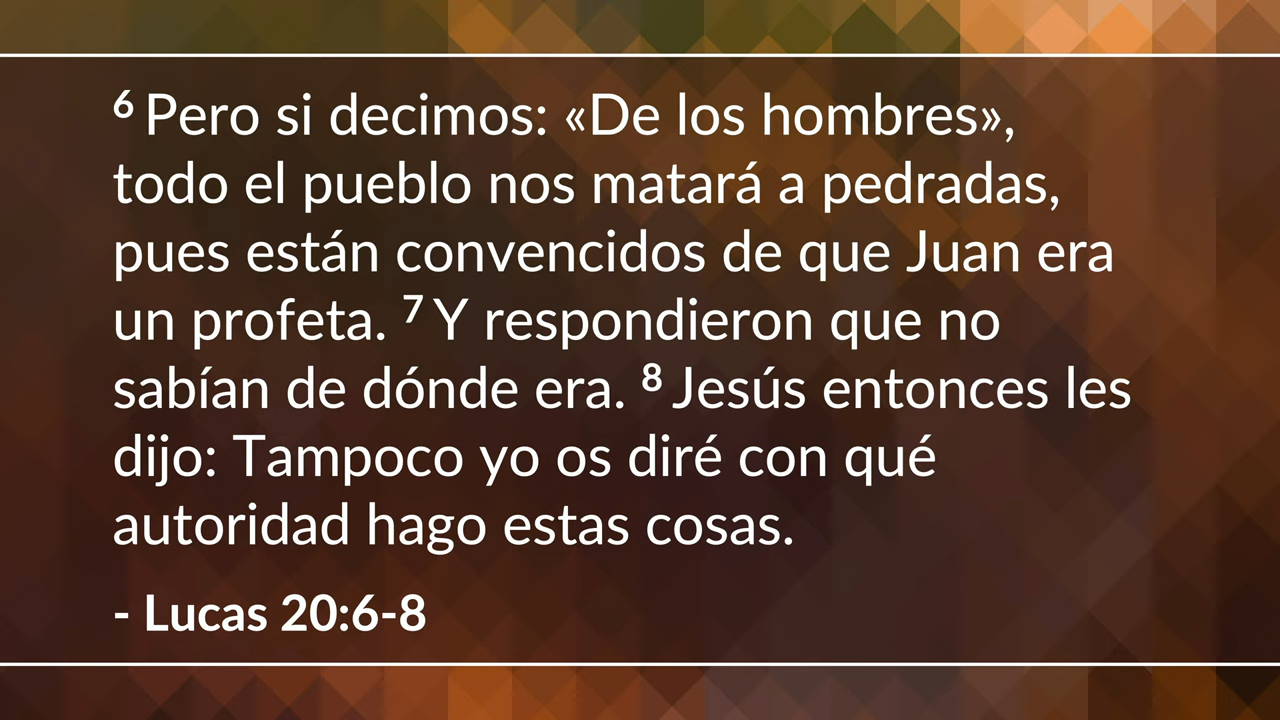 6 Pero si decimos: «De los hombres»,
todo el pueblo nos matará a pedradas,
pues están convencidos de que Juan era
un profeta. 7 Y respondieron que no
sabían de dónde era. 8 Jesús entonces les
dijo: Tampoco yo os diré con qué
autoridad hago estas cosas.
- Lucas 20:6-8